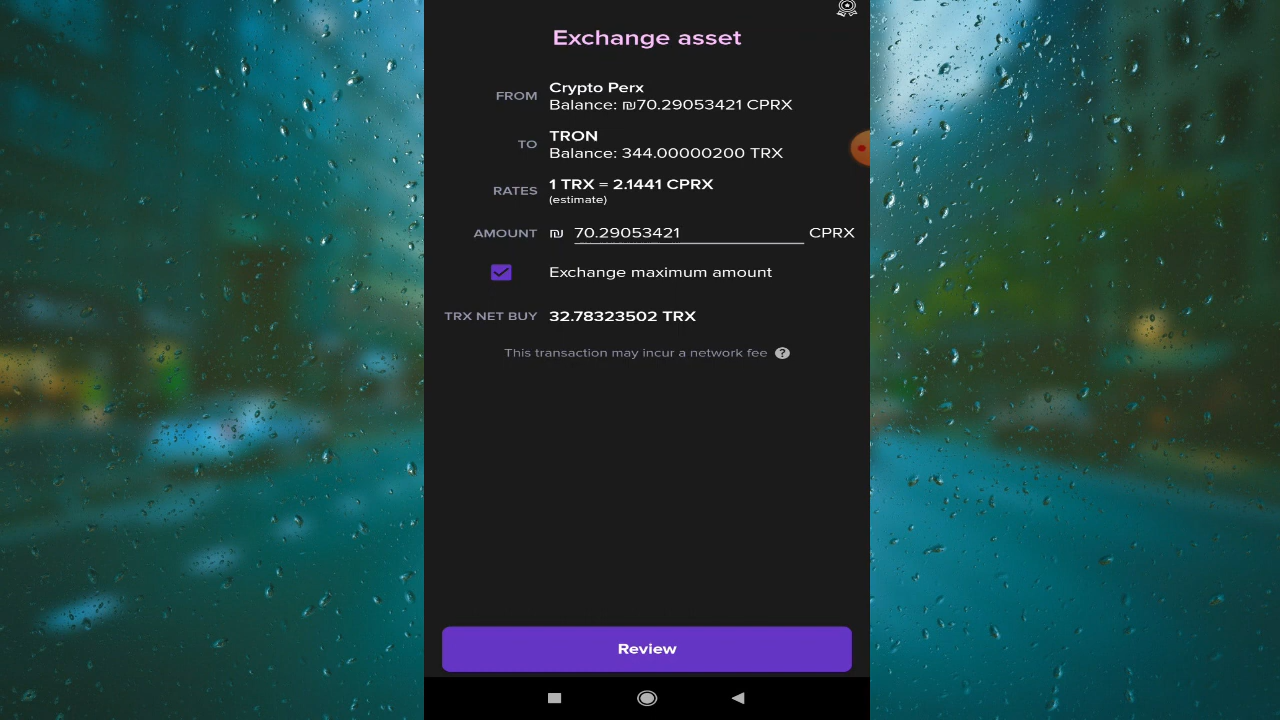 Exchange asset
FROM
Crypto Perx
Balance: ₪70.29053421 CPRX
TO
TRON
Balance: 344.00000200 TRX
RATES
1 TRX = 2.1441 CPRX
(estimate)
AMOUNT ₪ 70.29053421 CPRX
Exchange maximum amount
TRX NET BUY 32.78323502 TRX
This transaction may incur a network fee ?
Review